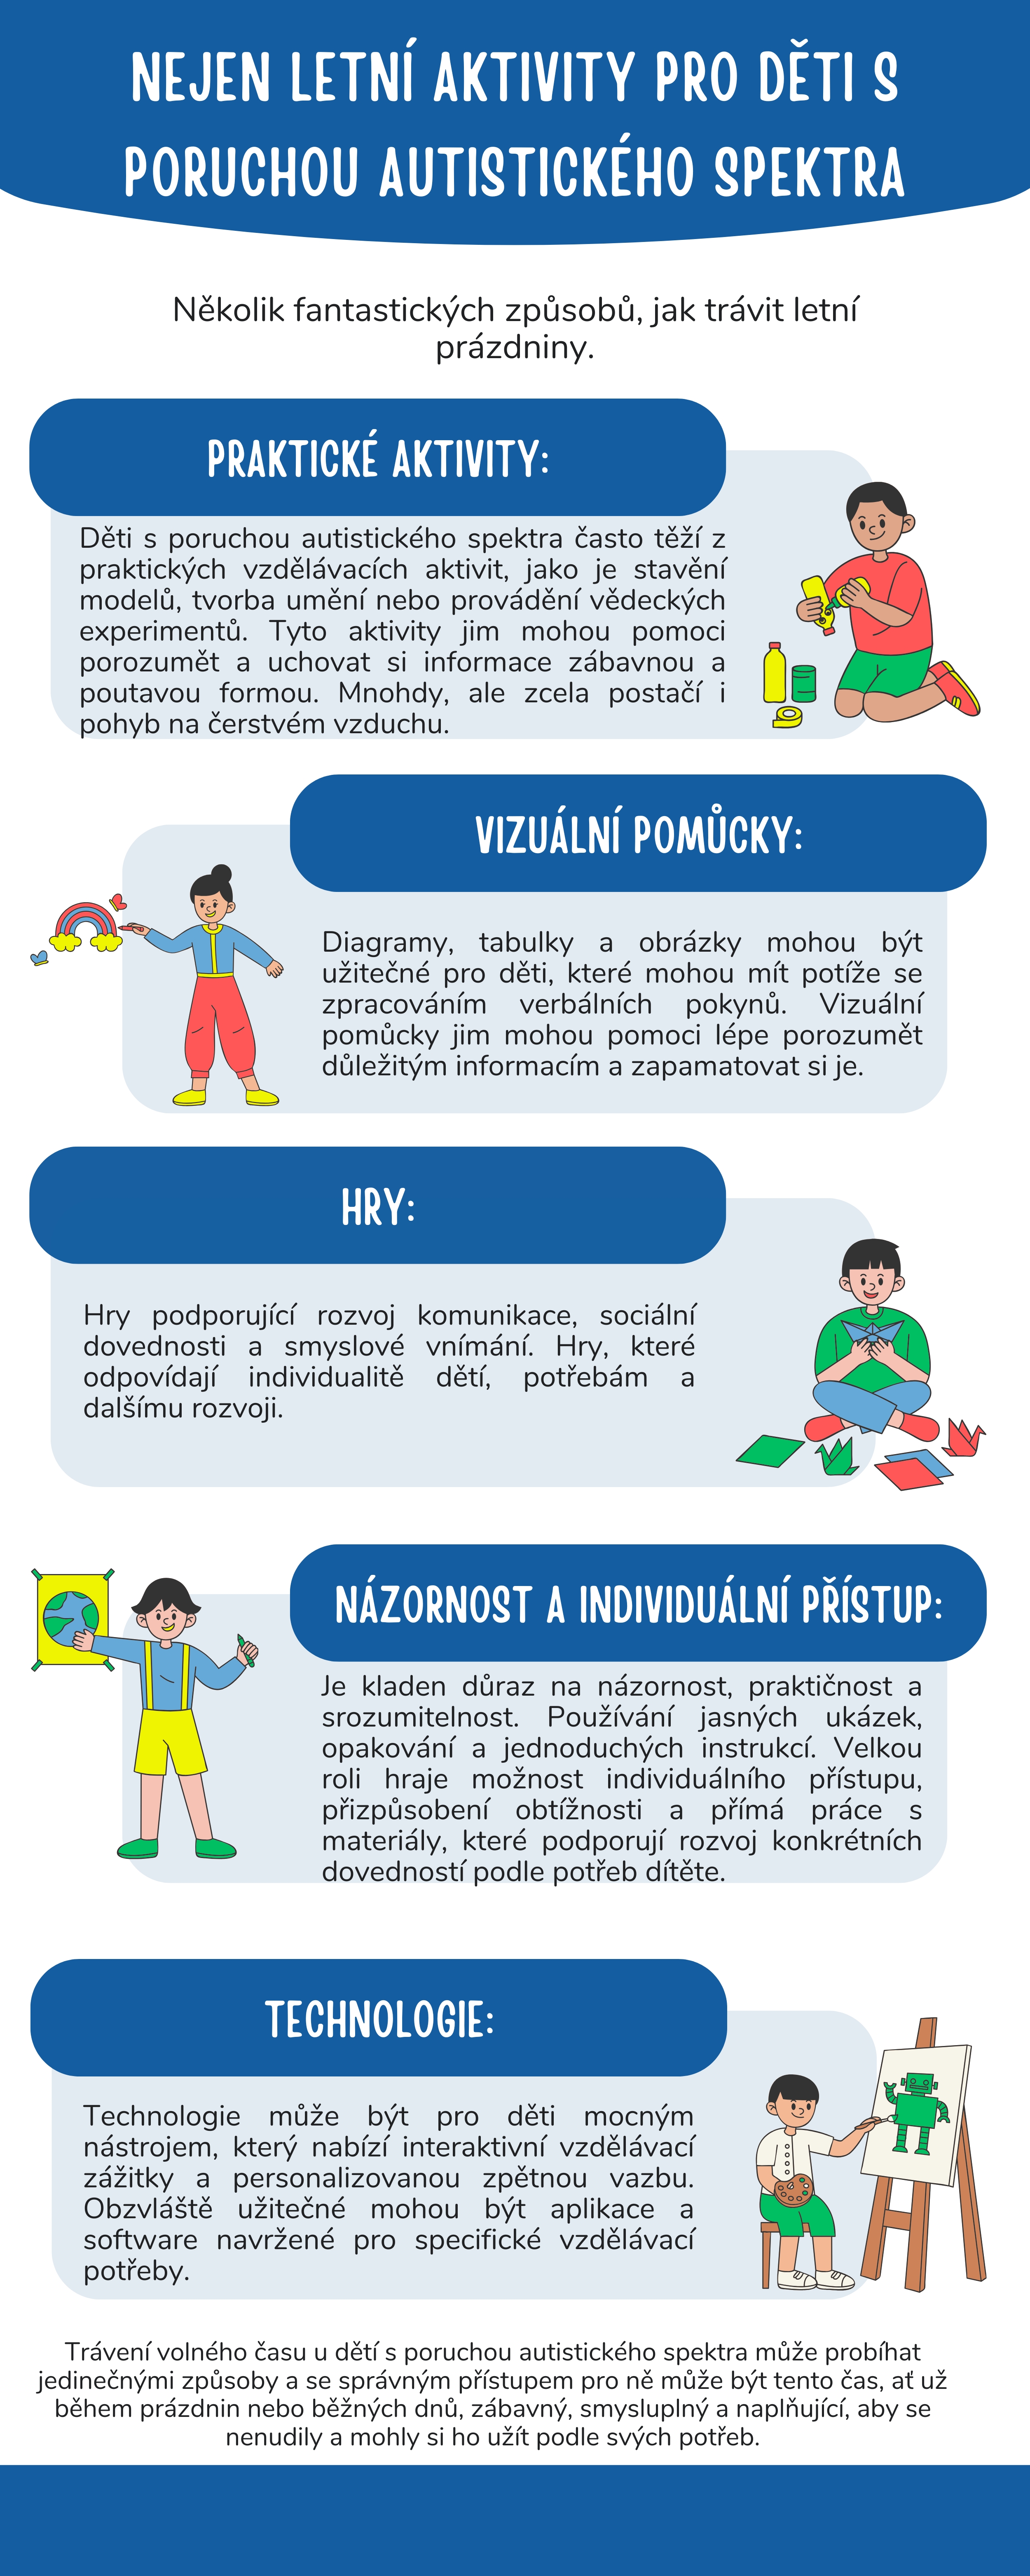 NEJEN LETNÍ AKTIVITY PRO DĚTI S
PORUCHOU AUTISTICKÉHO SPEKTRA
Několik fantastických způsobů, jak trávit letní
prázdniny.
PRAKTICKÉ AKTIVITY:
Děti s poruchou autistického spektra často těží z
praktických vzdělávacích aktivit, jako je stavění
modelů, tvorba umění nebo provádění vědeckých
experimentů. Tyto aktivity jim mohou pomoci
porozumět a uchovat si informace zábavnou a
poutavou formou. Mnohdy, ale zcela postačí i
pohyb na čerstvém vzduchu.
VIZUÁLNÍ POMŮCKY:
Diagramy, tabulky a obrázky mohou být
užitečné pro děti, které mohou mít potíže se
zpracováním verbálních pokynů. Vizuální
pomůcky jim mohou pomoci lépe porozumět
důležitým informacím a zapamatovat si je.
HRY:
Hry podporující rozvoj komunikace, sociální
dovednosti a smyslové vnímání. Hry, které
odpovídají individualitě dětí, potřebám a
dalšímu rozvoji.
NÁZORNOST A INDIVIDUÁLNÍ PŘÍSTUP:
Je kladen důraz na názornost, praktičnost a
srozumitelnost. Používání jasných ukázek,
opakování a jednoduchých instrukcí. Velkou
roli hraje možnost individuálního přístupu,
přizpůsobení obtížnosti a přímá práce s
materiály, které podporují rozvoj konkrétních
dovedností podle potřeb dítěte.
TECHNOLOGIE:
Technologie může být pro děti mocným
nástrojem, který nabízí interaktivní vzdělávací
zážitky a personalizovanou zpětnou vazbu.
Obzvláště užitečné mohou být aplikace a
software navržené pro specifické vzdělávací
potřeby.
Trávení volného času u dětí s poruchou autistického spektra může probíhat
jedinečnými způsoby a se správným přístupem pro ně může být tento čas, ať už
během prázdnin nebo běžných dnů, zábavný, smysluplný a naplňující, aby se
nenudily a mohly si ho užít podle svých potřeb.